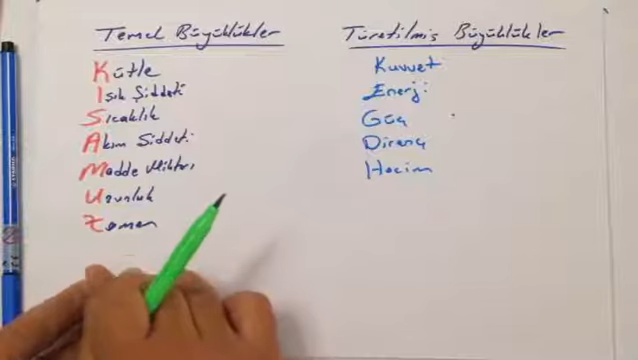 Temel Büyüklükler
Kütle
Işık Şiddeti
Sıcaklık
Akım Şiddeti
Madde Miktarı
Uzunluk
Zaman
Türetilmiş Büyüklükler
Kuvvet
Enerji
Güç
Direnç
Hacim